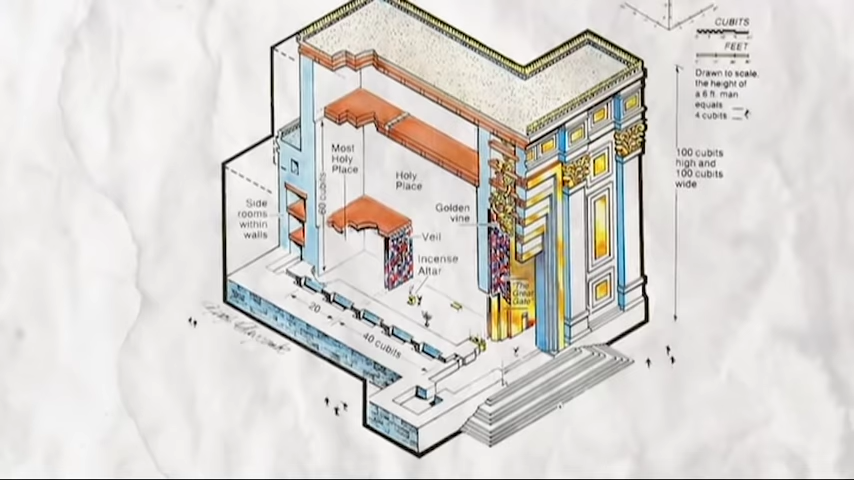 CUBITS
FEET
Drawn to scale,
the height of
a 6 ft. man
equals
4 cubits
100 cubits
high and
100 cubits
wide
Most
Holy
Place
Holy
Place
60 cubits
Side
rooms
within
walls
Golden
vine
Veil
Incense
Altar
"The
Great
Gate"
20
40 cubits